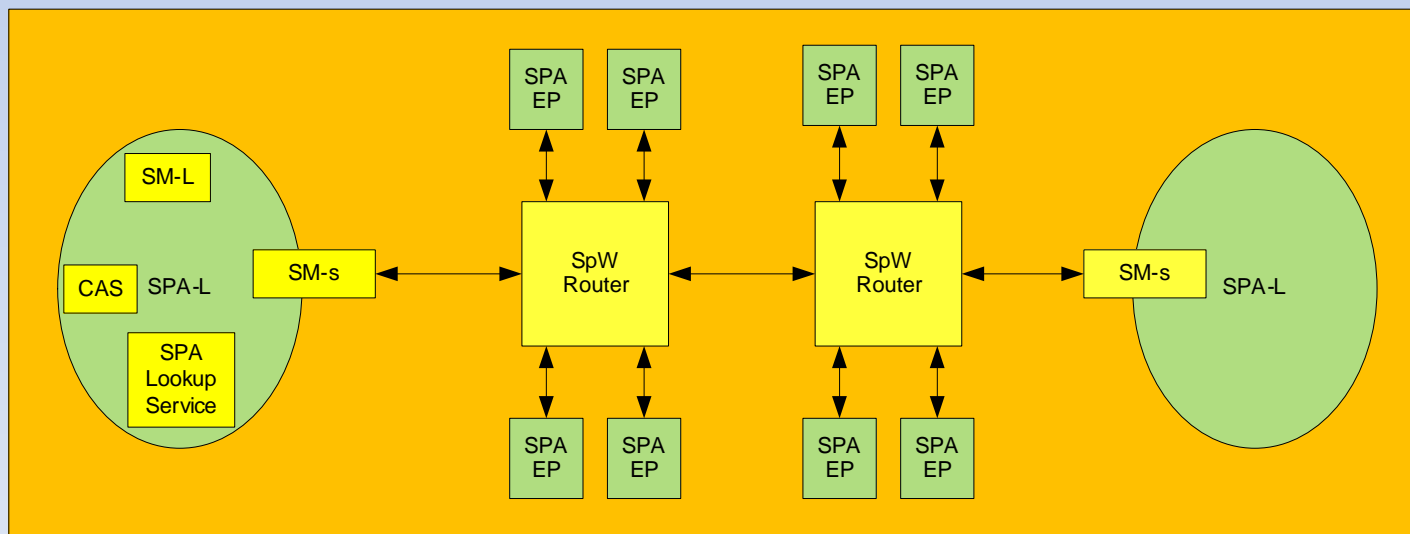 SPA
EP
SPA
EP
SPA
EP
SPA
EP
SM-L
CAS
SPA-L
SPA
Lookup
Service
SM-s
SpW
Router
SpW
Router
SM-s
SPA-L
SPA
EP
SPA
EP
SPA
EP
SPA
EP